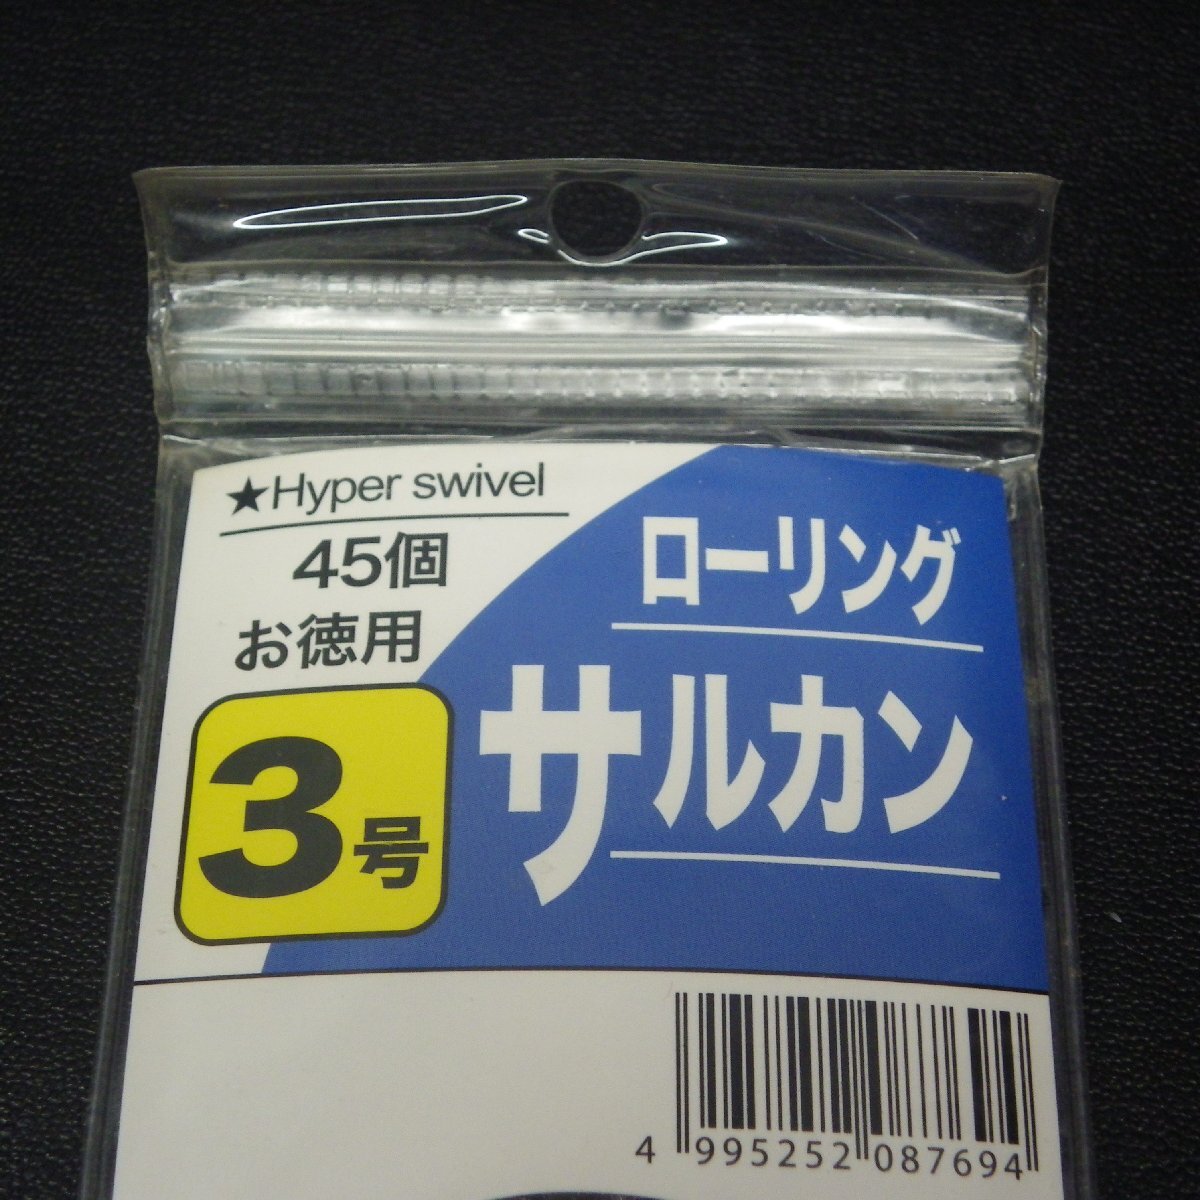 ★Hyper swivel
45個
お徳用
3号
ローリング
サルカン
4 995252 087694